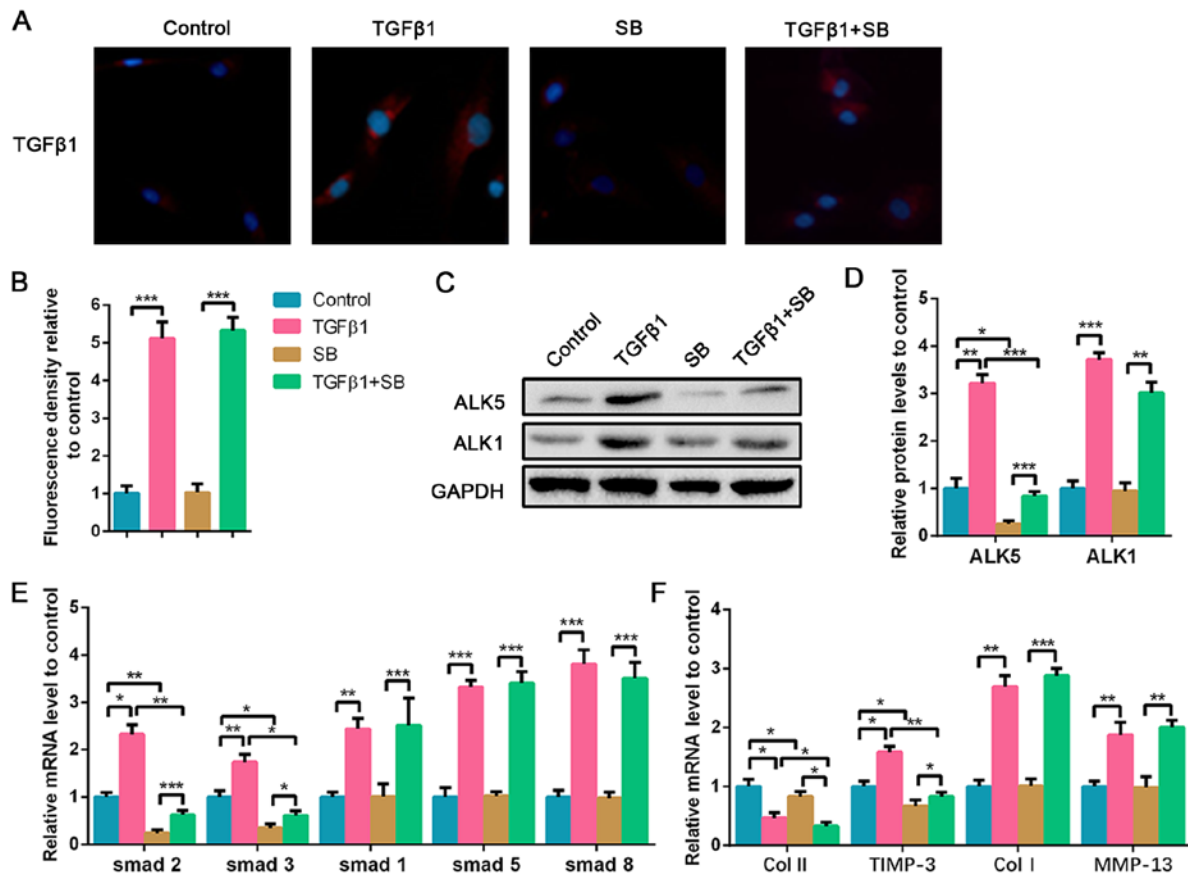 A
Control
TGFβ1
SB
TGFβ1+SB
TGFβ1
B
Fluorescence density relative
to control
6
5
4
3
2
1
0
***
***
Control
TGFβ1
SB
TGFβ1+SB
C
Control
TGFβ1
SB
TGFβ1+SB
ALK5
ALK1
GAPDH
D
Relative protein levels to control
5
4
3
2
1
0
*
**
***
***
***
**
ALK5
ALK1
E
Relative mRNA level to control
5
4
3
2
1
0
**
*
**
***
*
**
*
*
**
***
***
***
***
***
smad 2
smad 3
smad 1
smad 5
smad 8
F
Relative mRNA level to control
4
3
2
1
0
*
*
*
*
*
*
**
*
**
***
**
**
Col II
TIMP-3
Col I
MMP-13